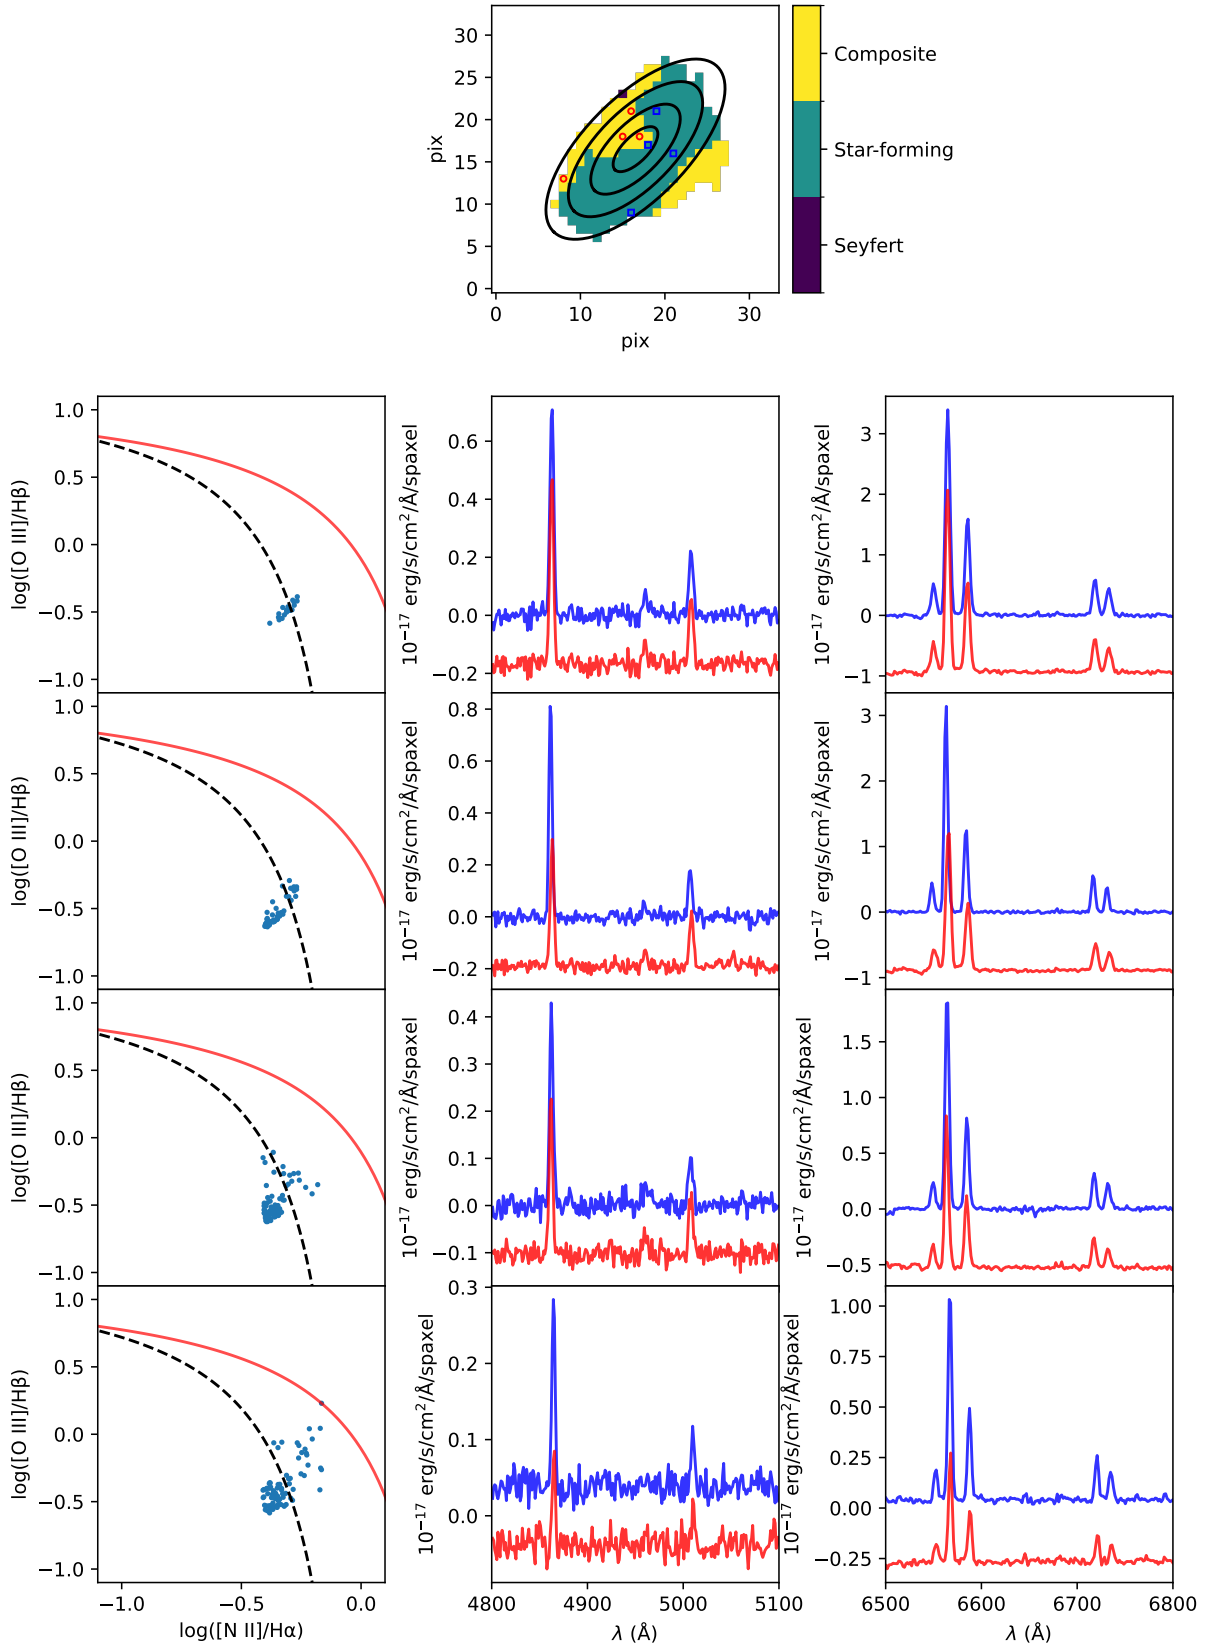 30
25
20
15
10
5
0
pix
0 10 20 30
pix
Composite
Star-forming
Seyfert
1.0
0.5
0.0
−0.5
−1.0
log([O III]/Hβ)
0.6
0.4
0.2
0.0
−0.2
10⁻¹⁷ erg/s/cm²/Å/spaxel
3
2
1
0
−1
10⁻¹⁷ erg/s/cm²/Å/spaxel
1.0
0.5
0.0
−0.5
−1.0
log([O III]/Hβ)
0.8
0.6
0.4
0.2
0.0
−0.2
10⁻¹⁷ erg/s/cm²/Å/spaxel
3
2
1
0
−1
10⁻¹⁷ erg/s/cm²/Å/spaxel
1.0
0.5
0.0
−0.5
−1.0
log([O III]/Hβ)
0.4
0.3
0.2
0.1
0.0
−0.1
10⁻¹⁷ erg/s/cm²/Å/spaxel
1.5
1.0
0.5
0.0
−0.5
10⁻¹⁷ erg/s/cm²/Å/spaxel
1.0
0.5
0.0
−0.5
−1.0
log([O III]/Hβ)
−1.0 −0.5 0.0
log([N II]/Hα)
0.3
0.2
0.1
0.0
10⁻¹⁷ erg/s/cm²/Å/spaxel
4800 4900 5000 5100
λ (Å)
1.00
0.75
0.50
0.25
0.00
−0.25
10⁻¹⁷ erg/s/cm²/Å/spaxel
6500 6600 6700 6800
λ (Å)